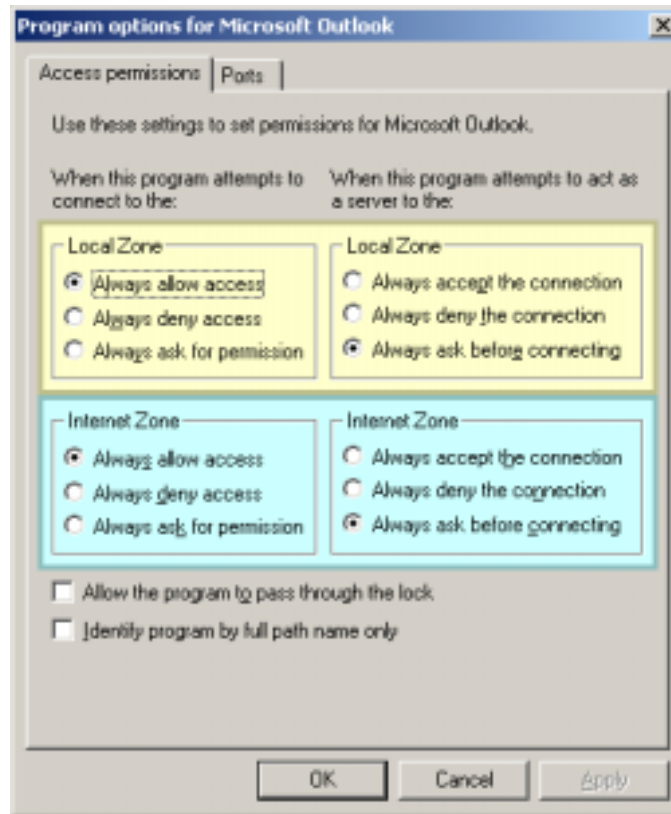 Program options for Microsoft Outlook
Access permissions
Ports
Use these settings to set permissions for Microsoft Outlook.
When this program attempts to
connect to the:
When this program attempts to act as
a server to the:
Local Zone
Always allow access
Always deny access
Always ask for permission
Local Zone
Always accept the connection
Always deny the connection
Always ask before connecting
Internet Zone
Always allow access
Always deny access
Always ask for permission
Internet Zone
Always accept the connection
Always deny the connection
Always ask before connecting
Allow the program to pass through the lock
Identify program by full path name only
OK
Cancel
Apply